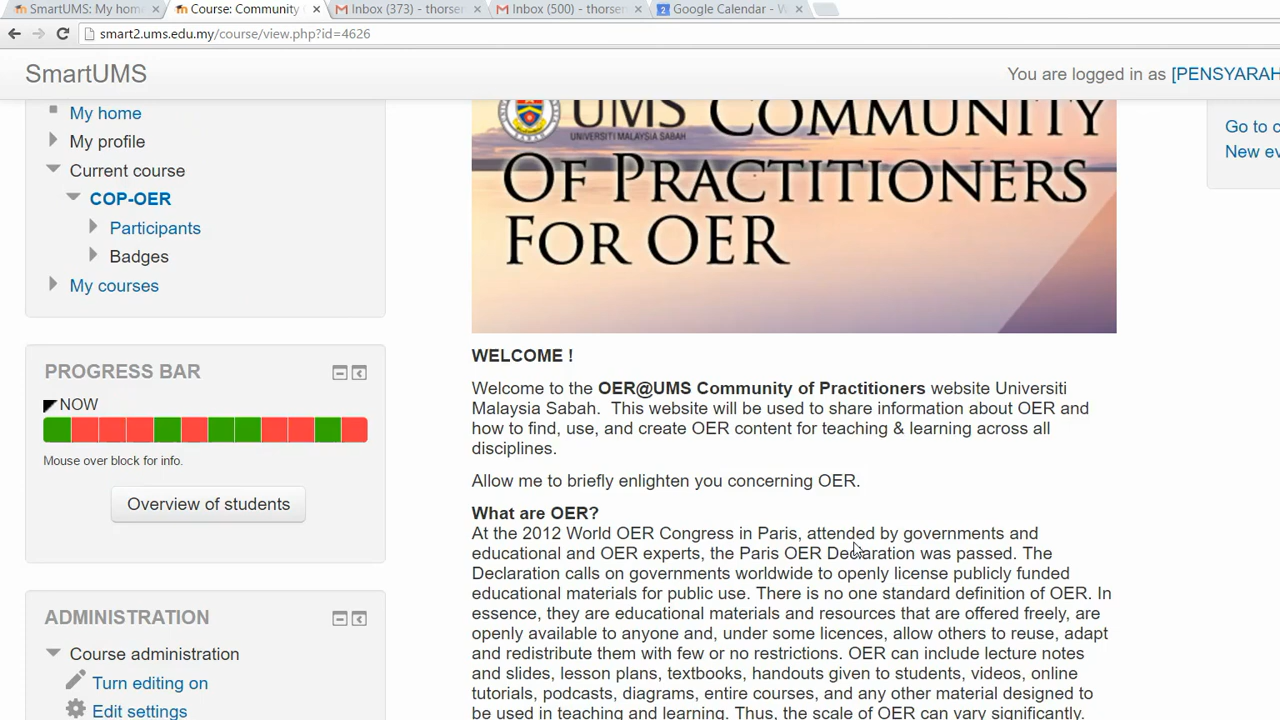 SmartUMS: My hom
Course: Community
Inbox (373) - thorser
Inbox (500) - thorser
Google Calendar - W
smart2.ums.edu.my/course/view.php?id=4626
SmartUMS
You are logged in as [PENSYARAH
My home
My profile
Current course
COP-OER
Participants
Badges
My courses
PROGRESS BAR
NOW
Mouse over block for info.
Overview of students
ADMINISTRATION
Course administration
Turn editing on
Edit settings
UMS COMMUNITY
UNIVERSITI MALAYSIA SABAH
OF PRACTITIONERS
FOR OER
WELCOME !
Welcome to the OER@UMS Community of Practitioners website Universiti
Malaysia Sabah. This website will be used to share information about OER and
how to find, use, and create OER content for teaching & learning across all
disciplines.
Allow me to briefly enlighten you concerning OER.
What are OER?
At the 2012 World OER Congress in Paris, attended by governments and
educational and OER experts, the Paris OER Declaration was passed. The
Declaration calls on governments worldwide to openly license publicly funded
educational materials for public use. There is no one standard definition of OER. In
essence, they are educational materials and resources that are offered freely, are
openly available to anyone and, under some licences, allow others to reuse, adapt
and redistribute them with few or no restrictions. OER can include lecture notes
and slides, lesson plans, textbooks, handouts given to students, videos, online
tutorials, podcasts, diagrams, entire courses, and any other material designed to
be used in teaching and learning. Thus, the scale of OER can vary significantly.
Go to c
New ev